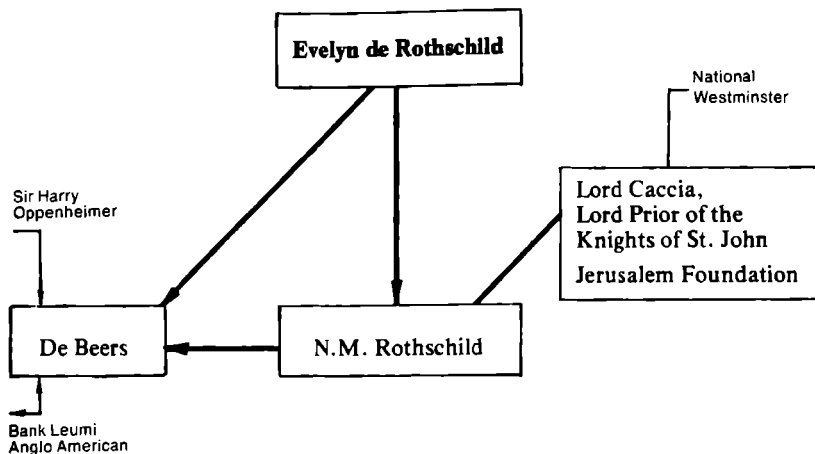 Evelyn de Rothschild
National
Westminster
Sir Harry
Oppenheimer
Lord Caccia,
Lord Prior of the
Knights of St. John
Jerusalem Foundation
De Beers
N.M. Rothschild
Bank Leumi
Anglo American